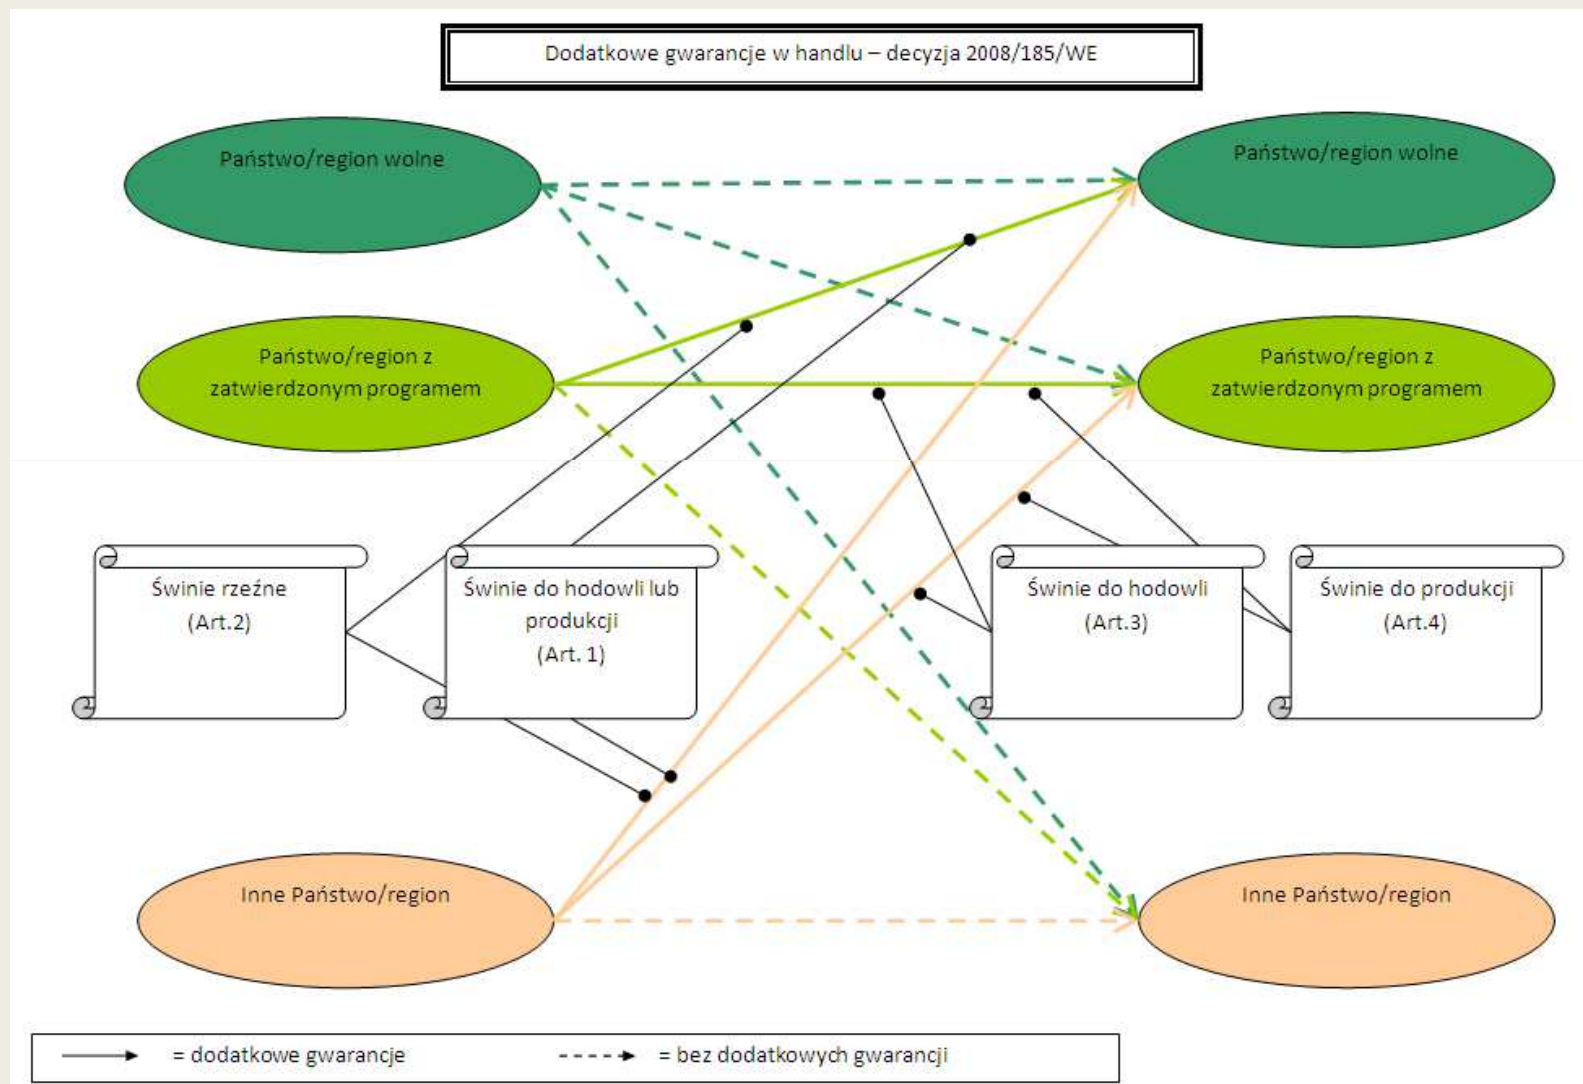 Dodatkowe gwarancje w handlu – decyzja 2008/185/WE
Państwo/region wolne
Państwo/region wolne
Państwo/region z
zatwierdzonym programem
Państwo/region z
zatwierdzonym programem
Świnie rzeźne
(Art.2)
Świnie do hodowli lub
produkcji
(Art. 1)
Świnie do hodowli
(Art.3)
Świnie do produkcji
(Art.4)
Inne Państwo/region
Inne Państwo/region
= dodatkowe gwarancje
= bez dodatkowych gwarancji